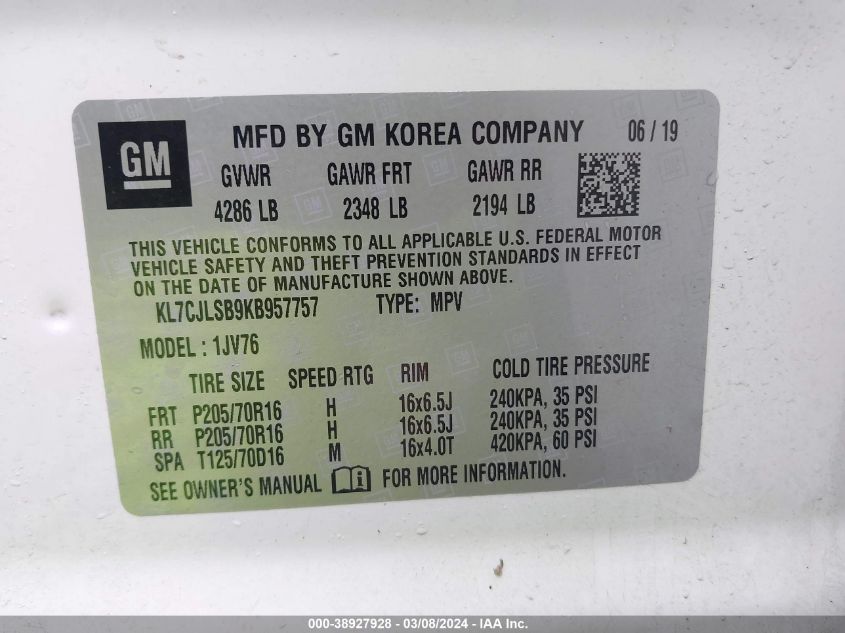 GM
MFD BY GM KOREA COMPANY 06 / 19
GVWR GAWR FRT GAWR RR
4286 LB 2348 LB 2194 LB
THIS VEHICLE CONFORMS TO ALL APPLICABLE U.S. FEDERAL MOTOR
VEHICLE SAFETY AND THEFT PREVENTION STANDARDS IN EFFECT
ON THE DATE OF MANUFACTURE SHOWN ABOVE.
KL7CJLSB9KB957757 TYPE: MPV
MODEL : 1JV76
TIRE SIZE SPEED RTG RIM COLD TIRE PRESSURE
FRT P205/70R16 H 16x6.5J 240KPA, 35 PSI
RR P205/70R16 H 16x6.5J 240KPA, 35 PSI
SPA T125/70D16 M 16x4.0T 420KPA, 60 PSI
SEE OWNER'S MANUAL FOR MORE INFORMATION.
000-38927928 - 03/08/2024 - IAA Inc.